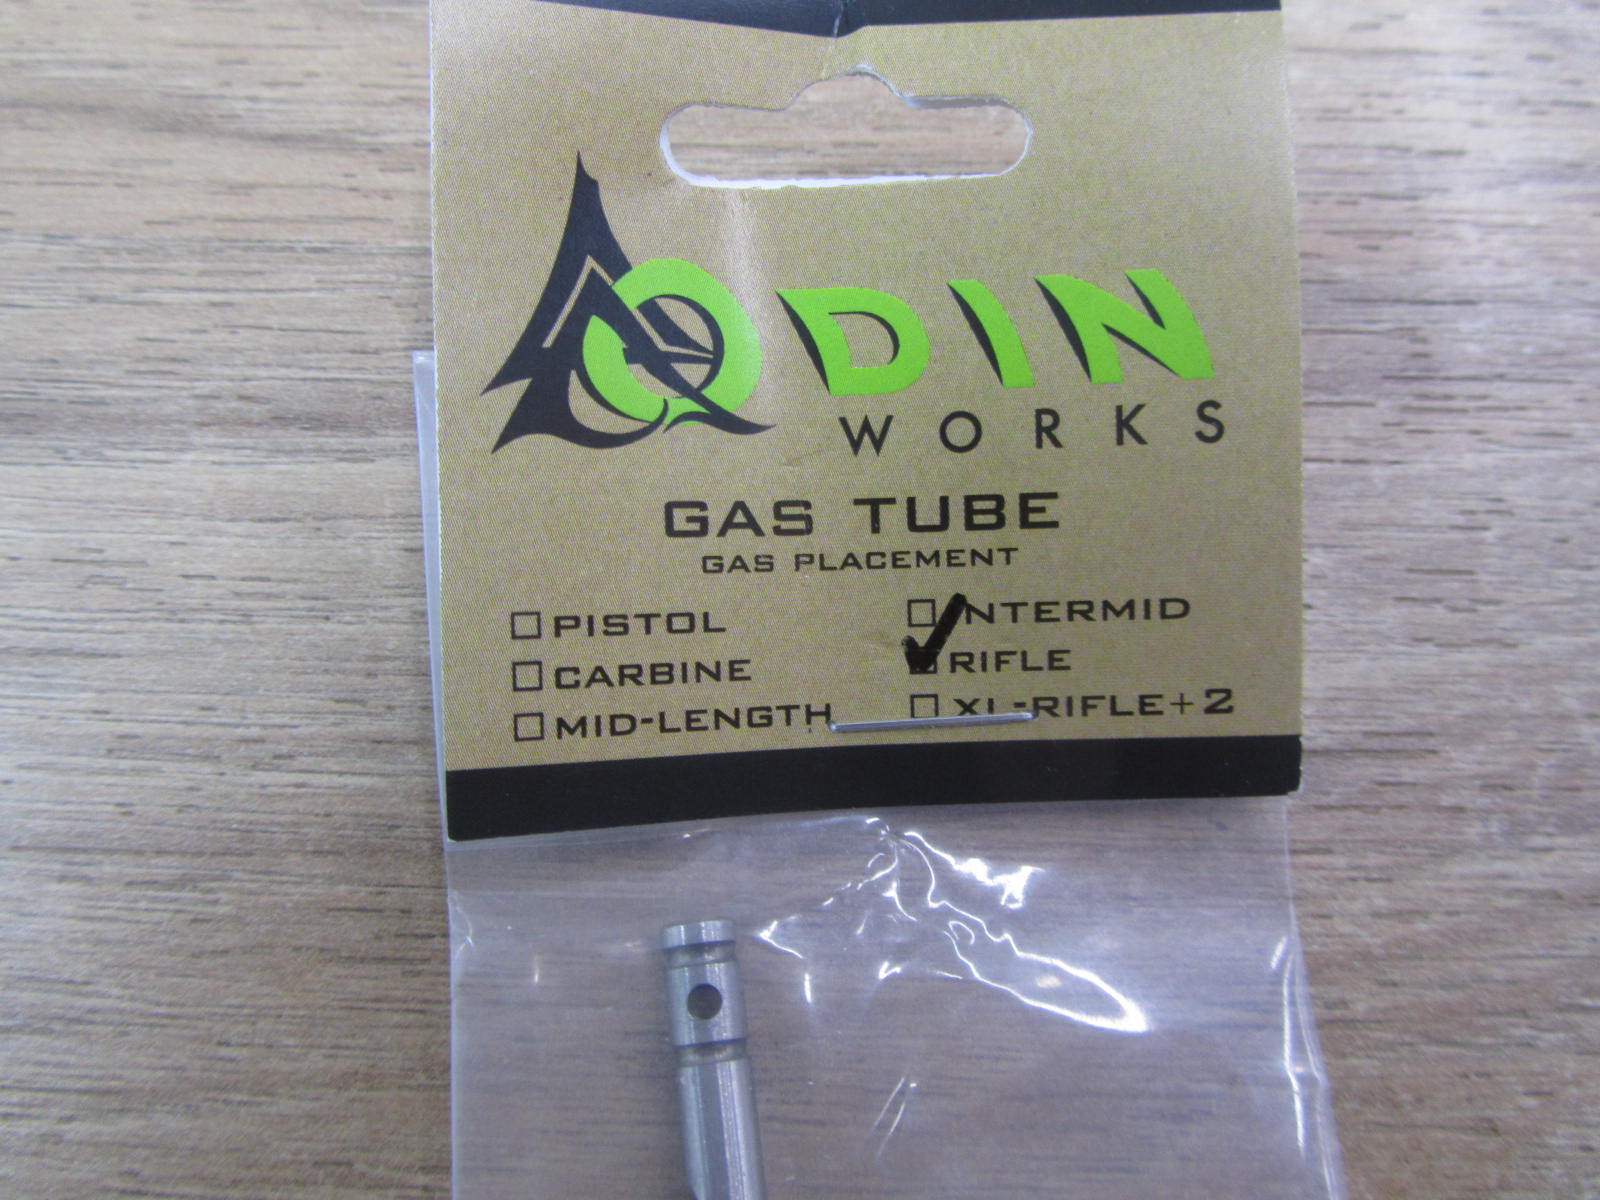 ODIN
WORKS
GAS TUBE
GAS PLACEMENT
PISTOL
CARBINE
MID-LENGTH
INTERMID
RIFLE
XL-RIFLE+2